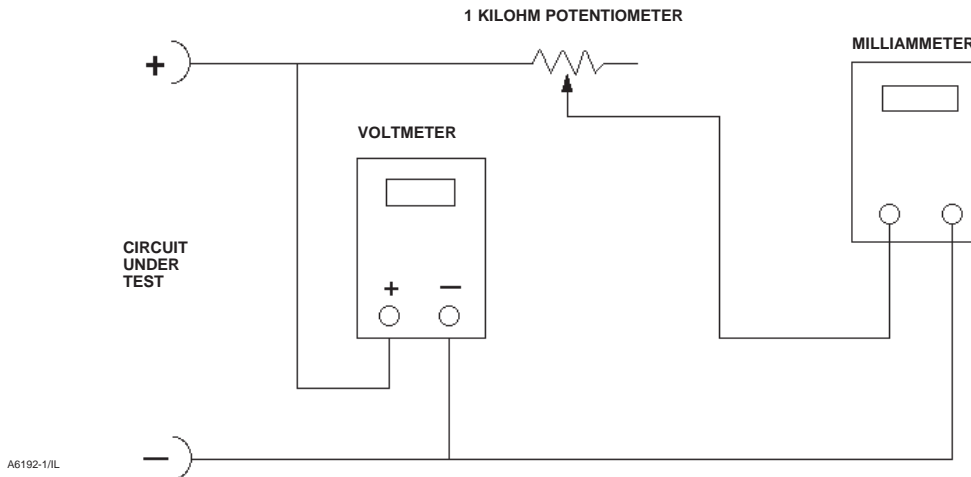 1 KILOHM POTENTIOMETER
MILLIAMMETER
+
VOLTMETER
CIRCUIT
UNDER
TEST
+ —
A6192-1/IL
—